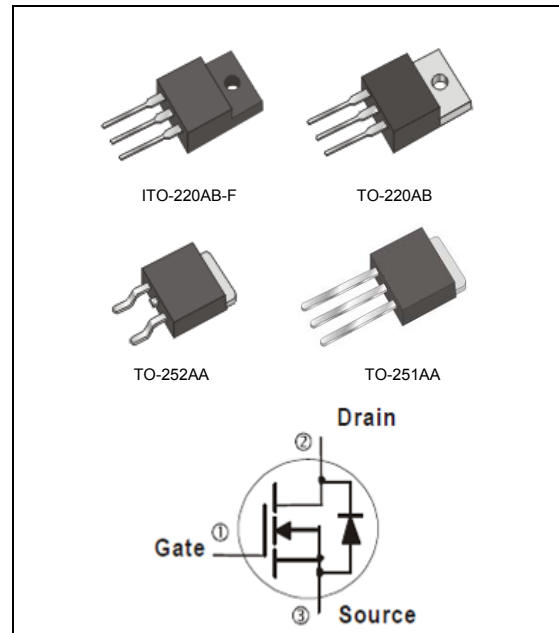 ITO-220AB-F
TO-220AB
TO-252AA
TO-251AA
Drain
②
①
Gate
③
Source